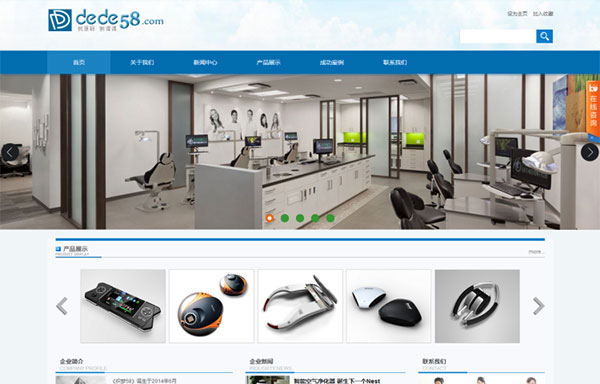 dede58.com
设为主页 加入收藏
首页 关于我们 新闻中心 产品展示 成功案例 联系我们
在线咨询
产品展示
PRODUCT DISPLAY
more...
企业简介
COMPANY PROFILE
企业新闻
INDUSTRY NEWS
联系我们
CONTACT
《织梦58》诞生于2014年6月
智能空气净化器 诞生下一个Nest